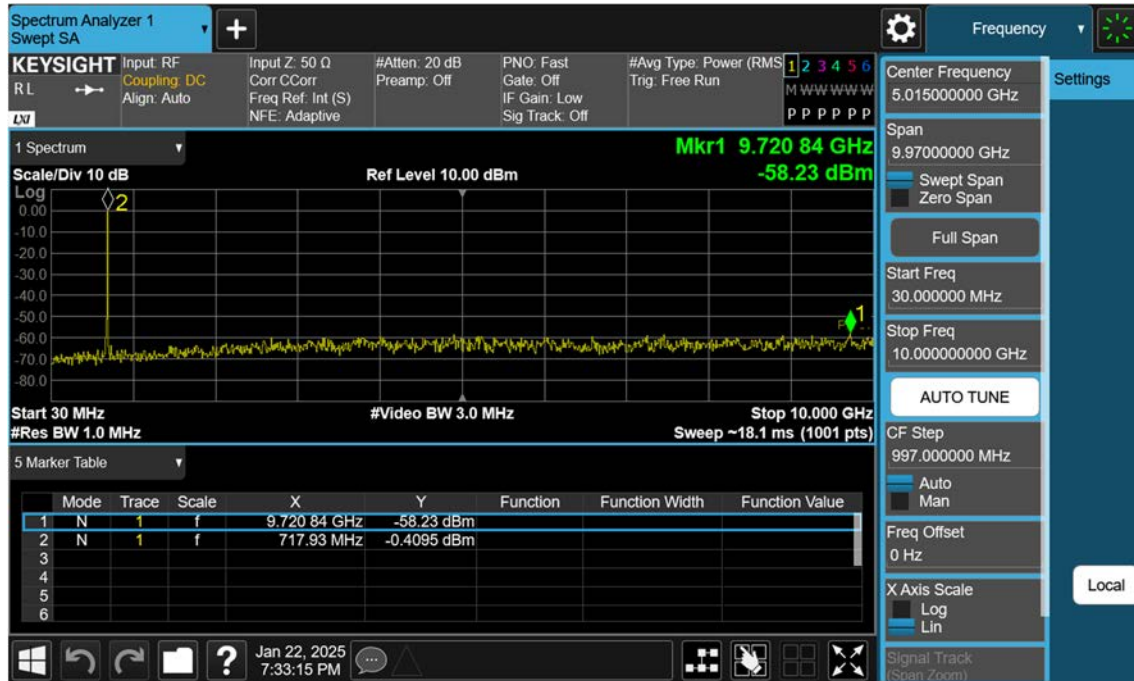 Spectrum Analyzer 1
Swept SA
+
Frequency
KEYSIGHT
R L
LXI
Input: RF
Coupling: DC
Align: Auto
Input Z: 50 Ω
Corr CCorr
Freq Ref: Int (S)
NFE: Adaptive
#Atten: 20 dB
Preamp: Off
PNO: Fast
Gate: Off
IF Gain: Low
Sig Track: Off
#Avg Type: Power (RMS
Trig: Free Run
1 2 3 4 5 6
M W W W W W
P P P P P P
1 Spectrum
Scale/Div 10 dB
Ref Level 10.00 dBm
Mkr1 9.720 84 GHz
-58.23 dBm
Log
0.00
-10.0
-20.0
-30.0
-40.0
-50.0
-60.0
-70.0
-80.0
2
1
Start 30 MHz
#Video BW 3.0 MHz
Stop 10.000 GHz
#Res BW 1.0 MHz
Sweep ~18.1 ms (1001 pts)
5 Marker Table
Mode Trace Scale X Y Function Function Width Function Value
1 N 1 f 9.720 84 GHz -58.23 dBm
2 N 1 f 717.93 MHz -0.4095 dBm
3
4
5
6
?
Jan 22, 2025
7:33:15 PM
Center Frequency
5.015000000 GHz
Span
9.97000000 GHz
Swept Span
Zero Span
Full Span
Start Freq
30.000000 MHz
Stop Freq
10.000000000 GHz
AUTO TUNE
CF Step
997.000000 MHz
Auto
Man
Freq Offset
0 Hz
X Axis Scale
Log
Lin
Signal Track
(Span Zoom)
Settings
Local